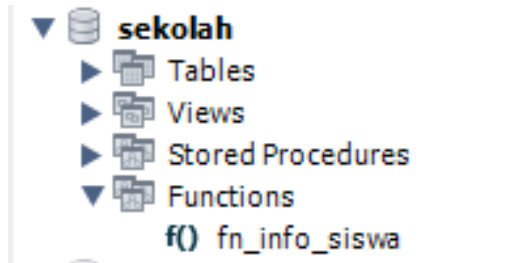 sekolah
Tables
Views
Stored Procedures
Functions
f() fn_info_siswa